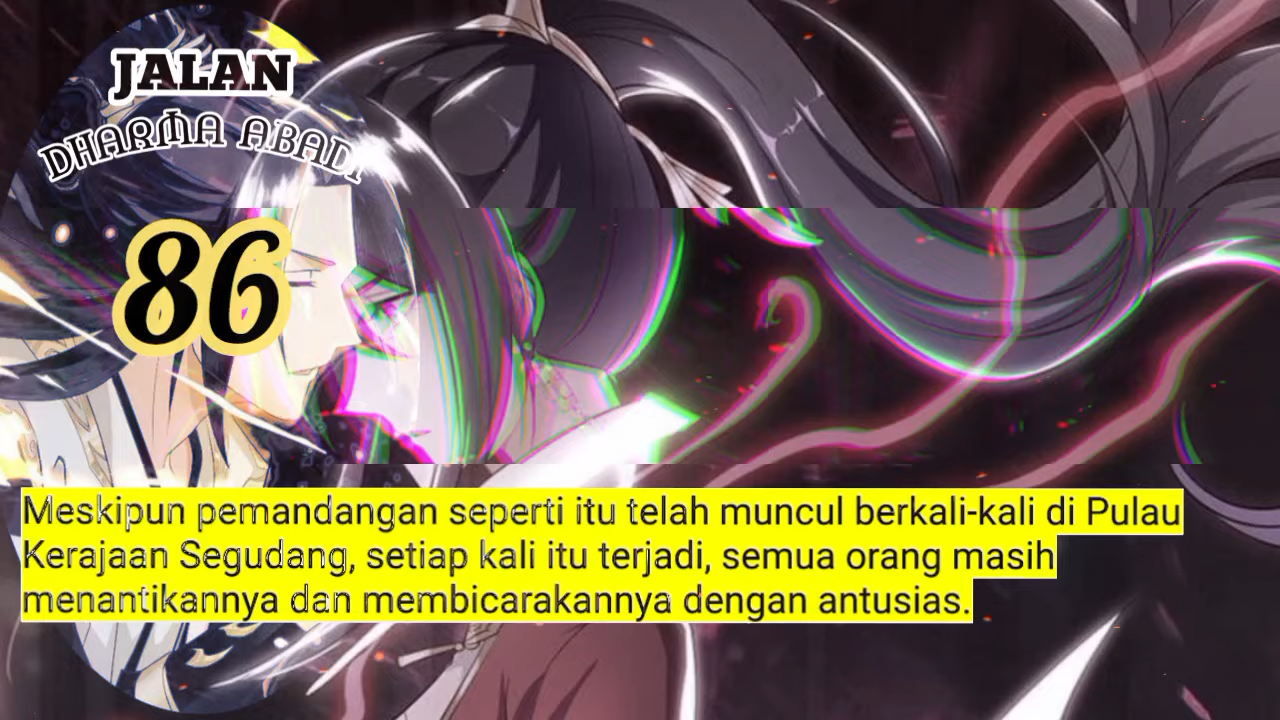 JALAN
DHARMA ABADI
86
Meskipun pemandangan seperti itu telah muncul berkali-kali di Pulau
Kerajaan Segudang, setiap kali itu terjadi, semua orang masih
menantikannya dan membicarakannya dengan antusias.